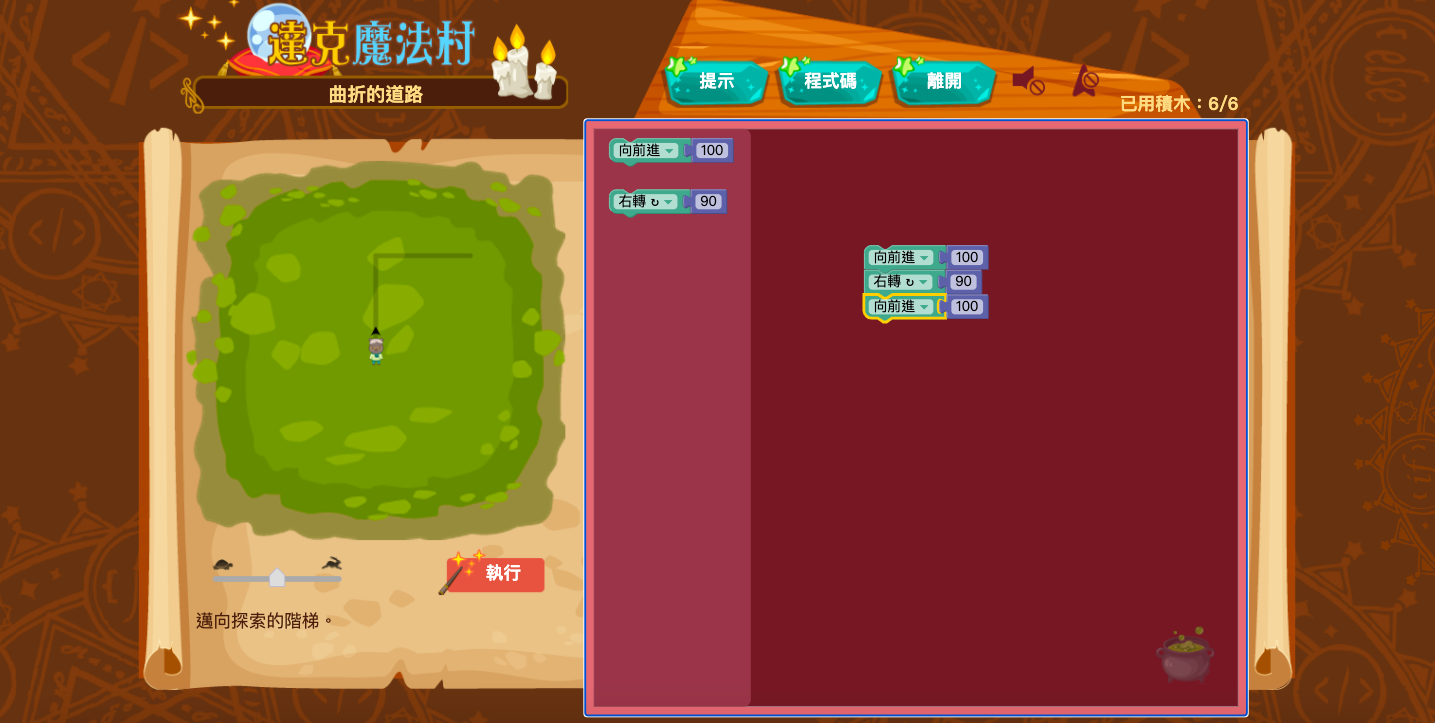 達克魔法村
曲折的道路
提示
程式碼
離開
已用積木：6/6
向前進 100
右轉 ↻ 90
向前進 100
右轉 ↻ 90
向前進 100
執行
邁向探索的階梯。